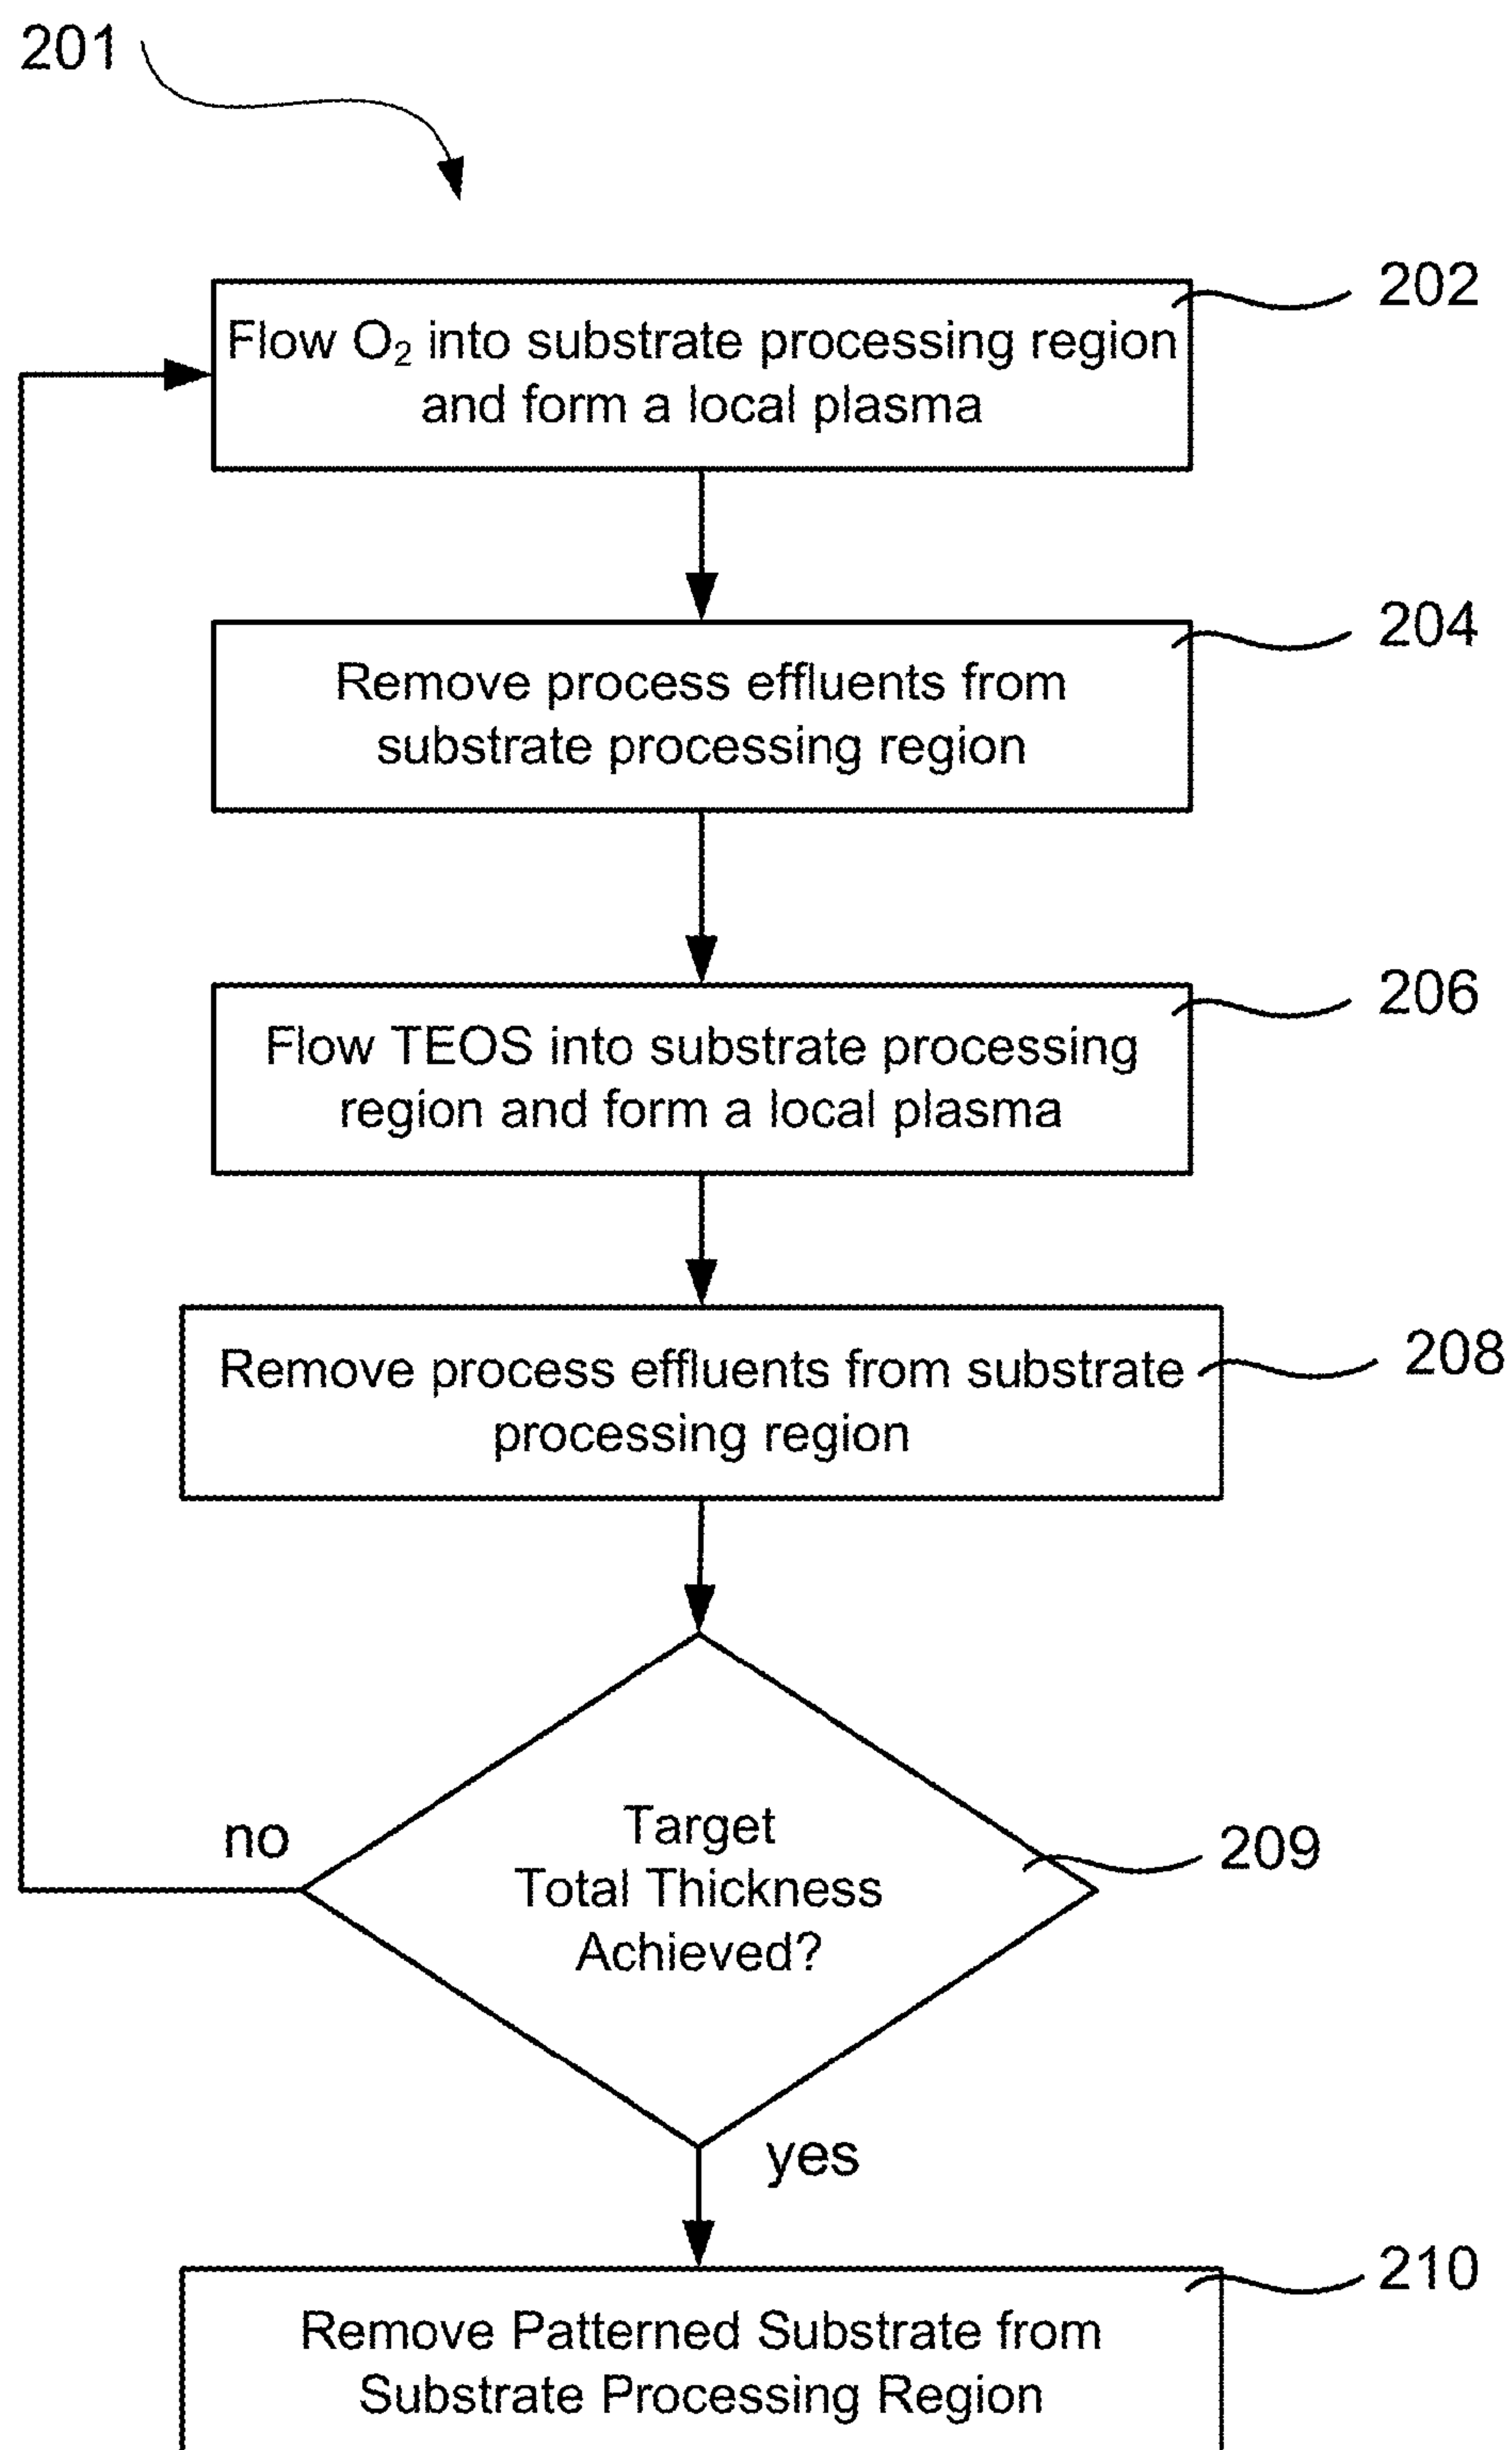 201
202
Flow O₂ into substrate processing region
and form a local plasma
204
Remove process effluents from
substrate processing region
206
Flow TEOS into substrate processing
region and form a local plasma
208
Remove process effluents from substrate
processing region
no
Target
Total Thickness
Achieved?
209
yes
210
Remove Patterned Substrate from
Substrate Processing Region